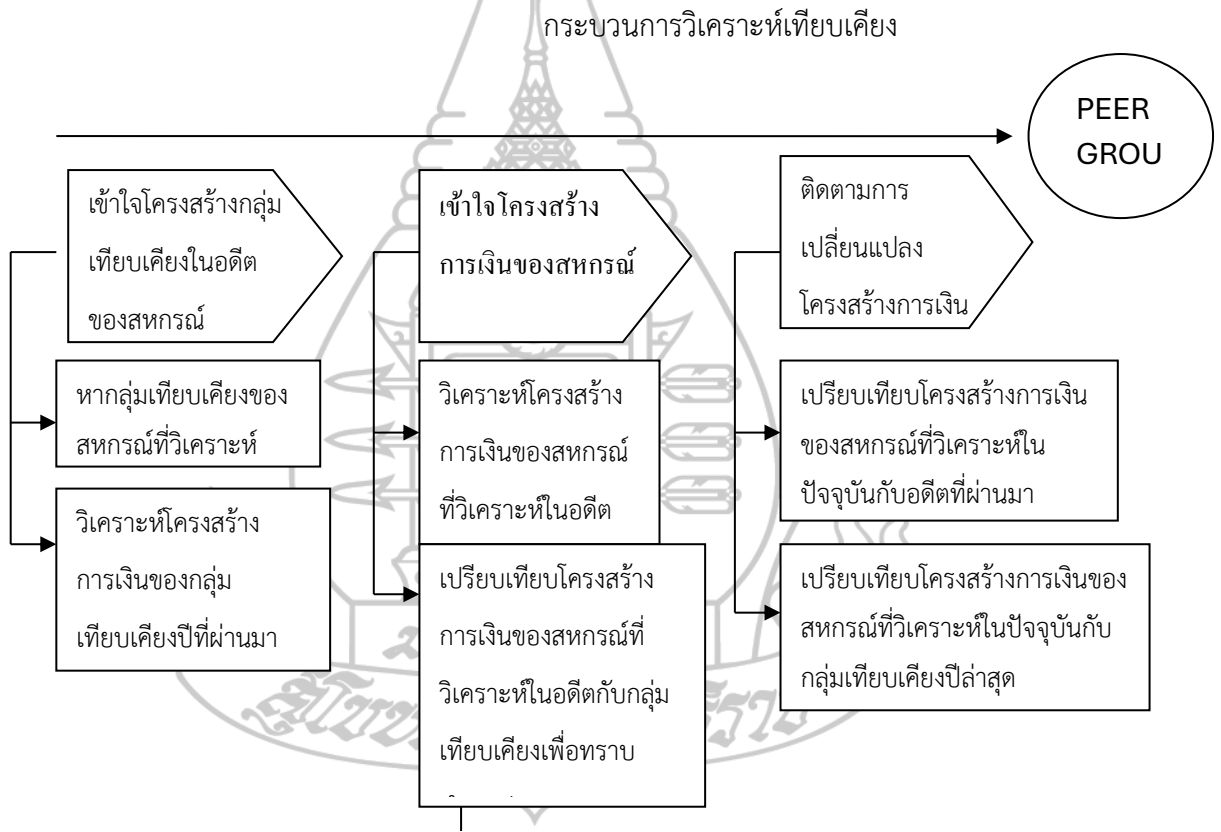 กระบวนการวิเคราะห์เทียบเคียง
PEER
GROU
เข้าใจโครงสร้างกลุ่ม
เทียบเคียงในอดีต
ของสหกรณ์
เข้าใจโครงสร้าง
การเงินของสหกรณ์
ติดตามการ
เปลี่ยนแปลง
โครงสร้างการเงิน
หากลุ่มเทียบเคียงของ
สหกรณ์ที่วิเคราะห์
วิเคราะห์โครงสร้าง
การเงินของกลุ่ม
เทียบเคียงปีที่ผ่านมา
วิเคราะห์โครงสร้าง
การเงินของสหกรณ์
ที่วิเคราะห์ในอดีต
เปรียบเทียบโครงสร้าง
การเงินของสหกรณ์ที่
วิเคราะห์ในอดีตกับกลุ่ม
เทียบเคียงเพื่อทราบ
เปรียบเทียบโครงสร้างการเงิน
ของสหกรณ์ที่วิเคราะห์ใน
ปัจจุบันกับอดีตที่ผ่านมา
เปรียบเทียบโครงสร้างการเงินของ
สหกรณ์ที่วิเคราะห์ในปัจจุบันกับ
กลุ่มเทียบเคียงปีล่าสุด